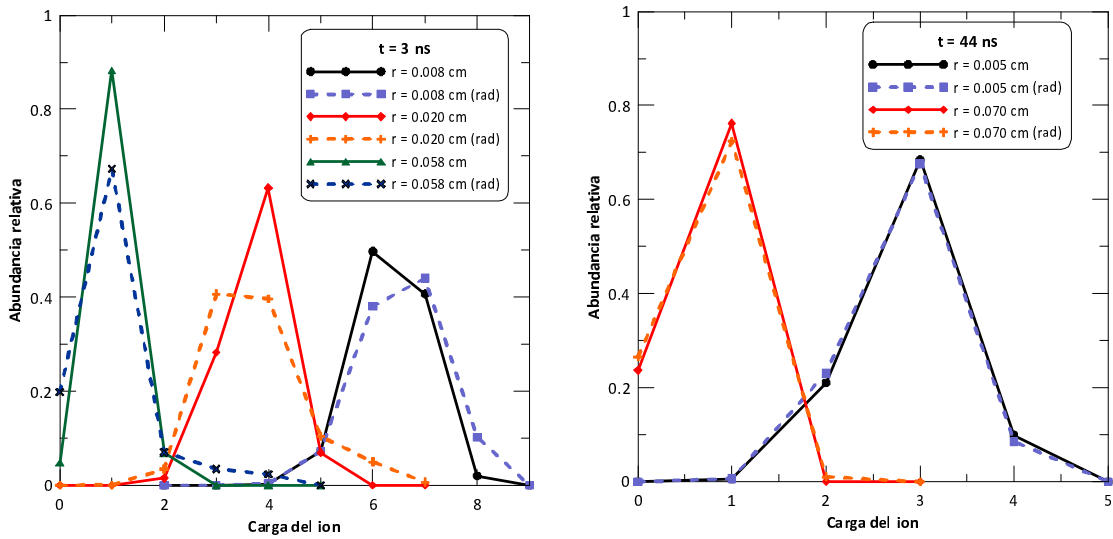 1
0.8
0.6
0.4
0.2
0
0
2
4
6
8
Abundancia relativa
Carga del ion
t = 3 ns
r = 0.008 cm
r = 0.008 cm (rad)
r = 0.020 cm
r = 0.020 cm (rad)
r = 0.058 cm
r = 0.058 cm (rad)
1
0.8
0.6
0.4
0.2
0
0
1
2
3
4
5
Abundancia relativa
Carga del ion
t = 44 ns
r = 0.005 cm
r = 0.005 cm (rad)
r = 0.070 cm
r = 0.070 cm (rad)